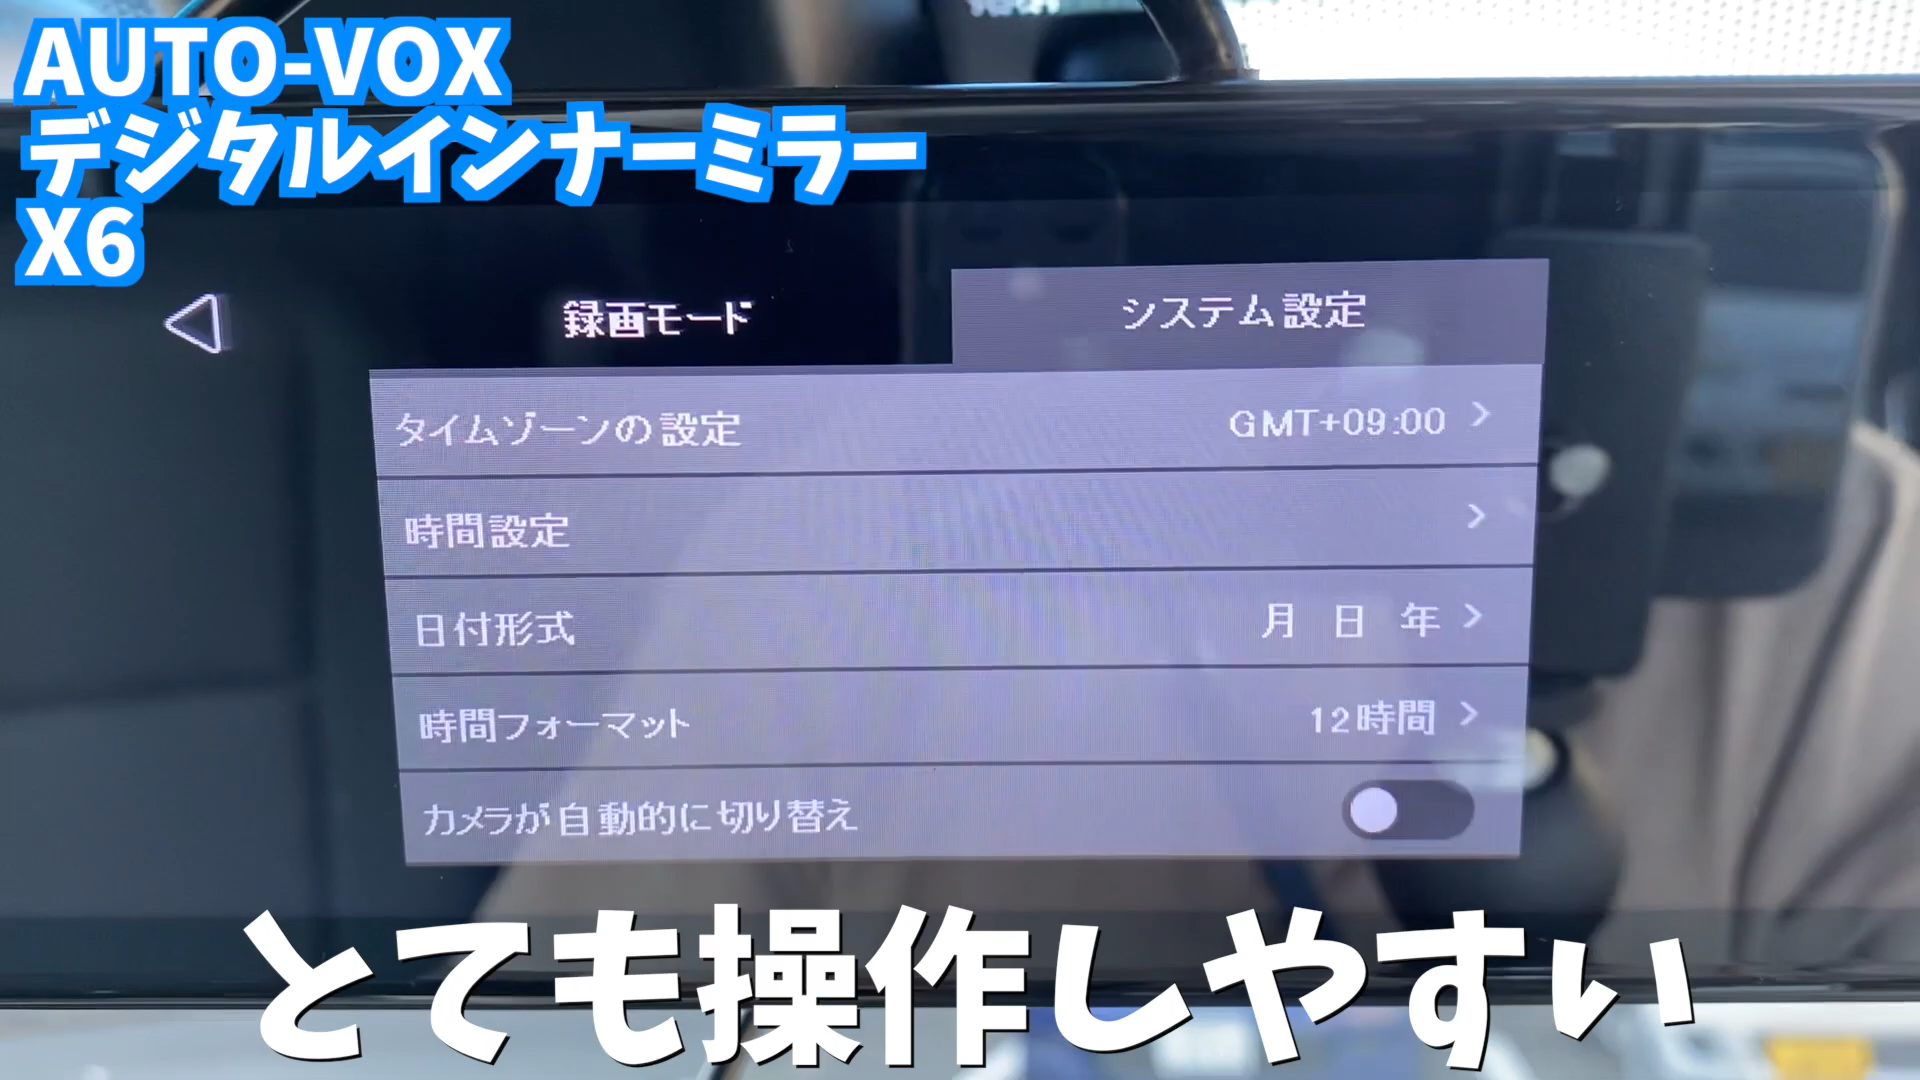 AUTO-VOX
デジタルインナーミラー
X6
録画モード
システム設定
タイムゾーンの設定 GMT+09:00
時間設定
日付形式 月 日 年
時間フォーマット 12時間
カメラが自動的に切り替え
とても操作しやすい